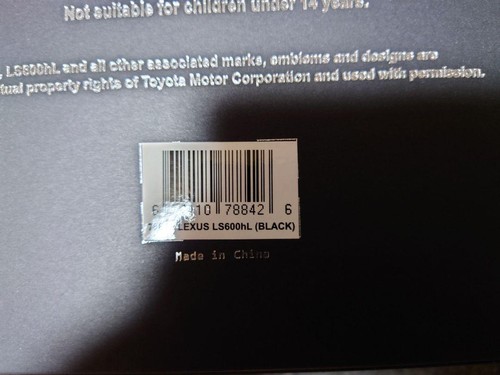 Not suitable for children under 14 years.
, LS600hL and all other associated marks, emblems and designs are
tual property rights of Toyota Motor Corporation and used with permission.
10 78842 6
LEXUS LS600hL (BLACK)
Made in China